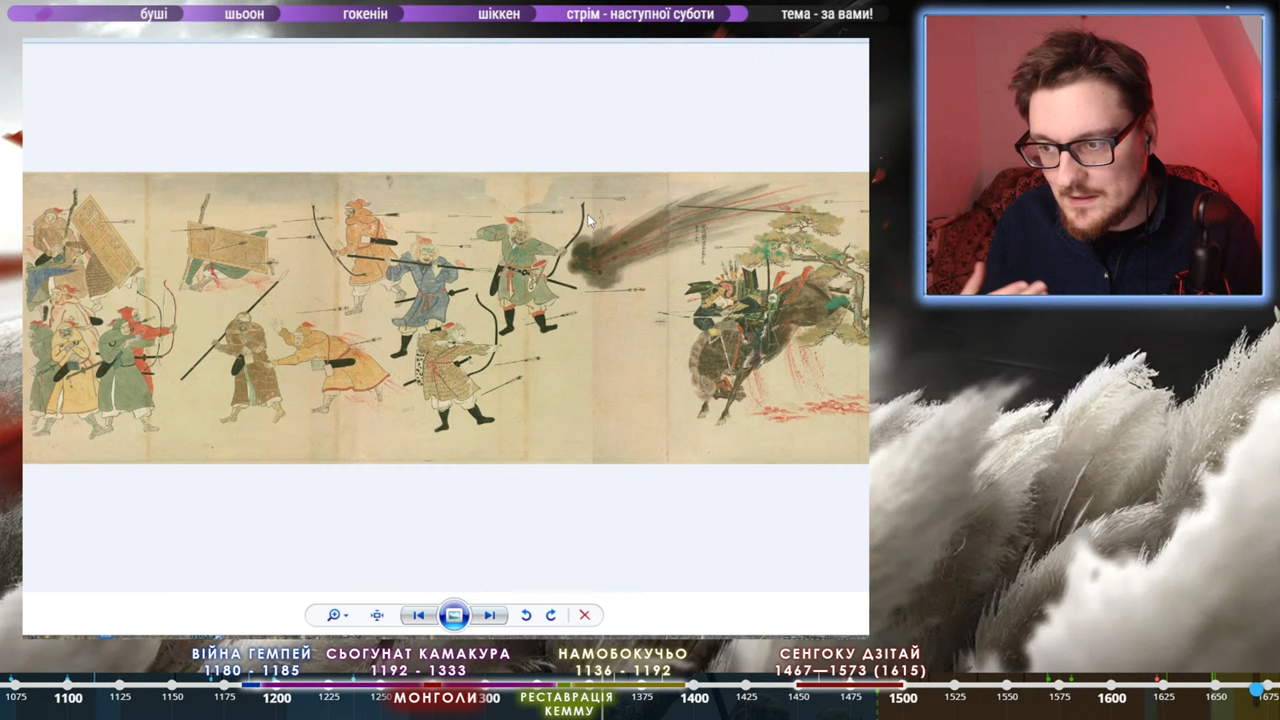 буші
шьоон
гокенін
шіккен
стрім - наступної суботи
тема - за вами!
ВІЙНА ГЕМПЕЙ
1180 - 1185
СЬОГУНАТ КАМАКУРА
1192 - 1333
НАМОБОКУЧЬО
1136 - 1192
СЕНГОКУ ДЗІТАЙ
1467—1573 (1615)
МОНГОЛИ
РЕСТАВРАЦІЯ
КЕММУ
1075 1100 1125 1150 1175 1200 1225 1250 300 1375 1400 1425 1450 1475 1500 1525 1550 1575 1600 1625 1650 1675